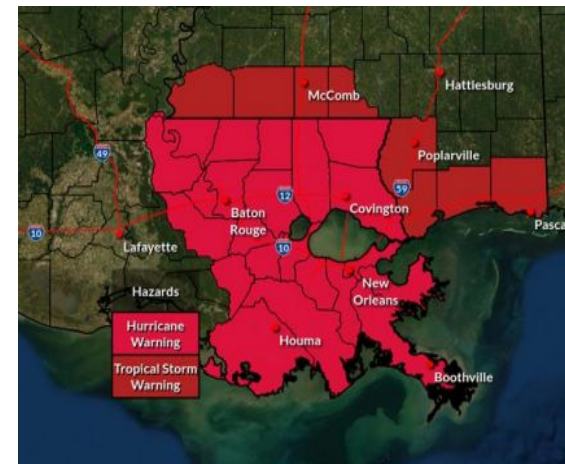 Hattiesburg
McComb
49
Poplarville
59
12
Baton
Rouge
Covington
10
Pasca
Lafayette
10
New
Orleans
Hazards
Hurricane
Warning
Houma
Tropical Storm
Warning
Boothville